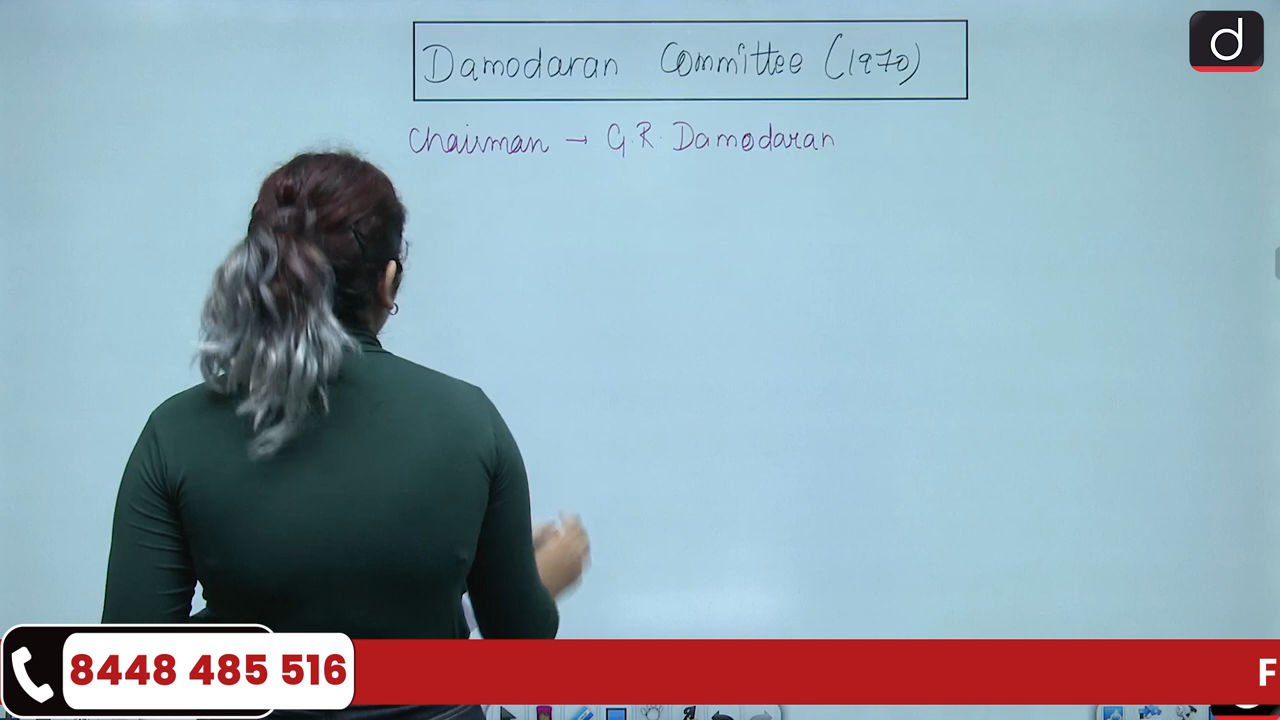 Damodaran Committee (1970)
d
Chairman → G.R. Damodaran
8448 485 516
F